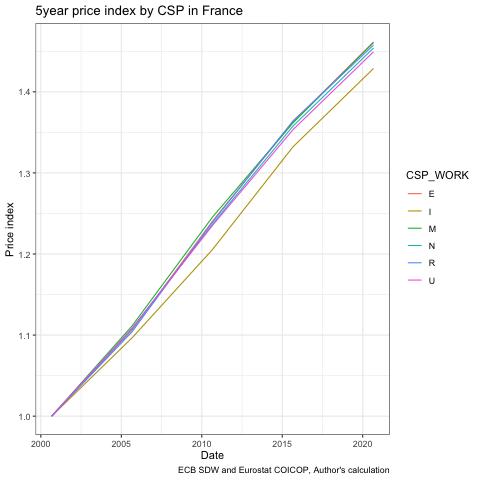 5year price index by CSP in France
Price index
1.4
1.3
1.2
1.1
1.0
2000 2005 2010 2015 2020
Date
CSP_WORK
E
I
M
N
R
U
ECB SDW and Eurostat COICOP, Author's calculation